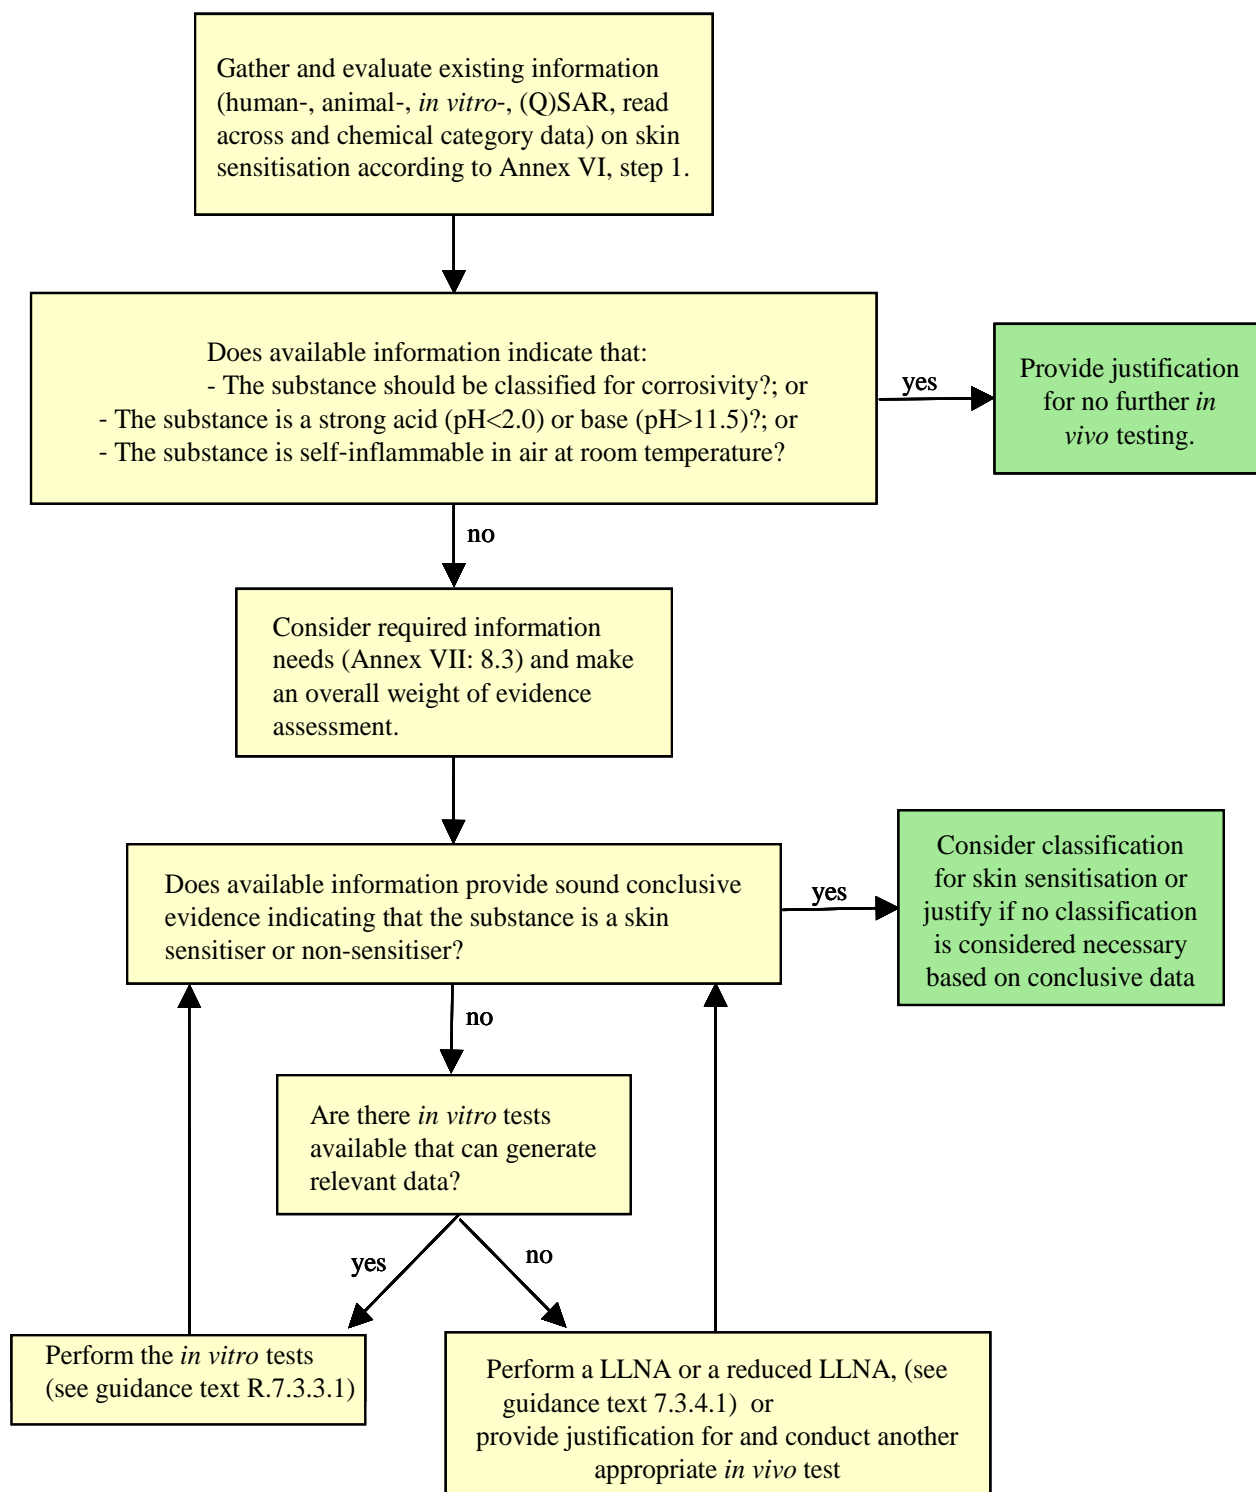 Gather and evaluate existing information
(human-, animal-, in vitro-, (Q)SAR, read
across and chemical category data) on skin
sensitisation according to Annex VI, step 1.
Does available information indicate that:
- The substance should be classified for corrosivity?; or
- The substance is a strong acid (pH<2.0) or base (pH>11.5)?; or
- The substance is self-inflammable in air at room temperature?
yes
Provide justification
for no further in
vivo testing.
no
Consider required information
needs (Annex VII: 8.3) and make
an overall weight of evidence
assessment.
Does available information provide sound conclusive
evidence indicating that the substance is a skin
sensitiser or non-sensitiser?
yes
Consider classification
for skin sensitisation or
justify if no classification
is considered necessary
based on conclusive data
no
Are there in vitro tests
available that can generate
relevant data?
yes
no
Perform the in vitro tests
(see guidance text R.7.3.3.1)
Perform a LLNA or a reduced LLNA, (see
guidance text 7.3.4.1) or
provide justification for and conduct another
appropriate in vivo test